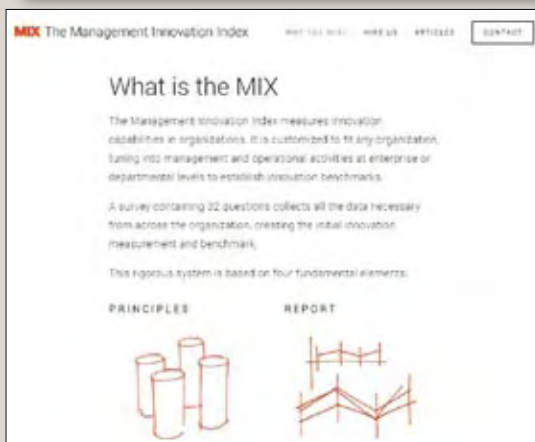 MIX The Management Innovation Index
HIRE US
ARTICLES
CONTACT
What is the MIX
The Management Innovation Index measures innovation
capabilities in organizations. It is customized to fit any organization,
tuning into management and operational activities at enterprise or
departmental levels to establish innovation benchmarks.
A survey containing 32 questions collects all the data necessary
from across the organization, creating the initial innovation
measurement and benchmark.
This rigorous system is based on four fundamental elements:
PRINCIPLES
REPORT